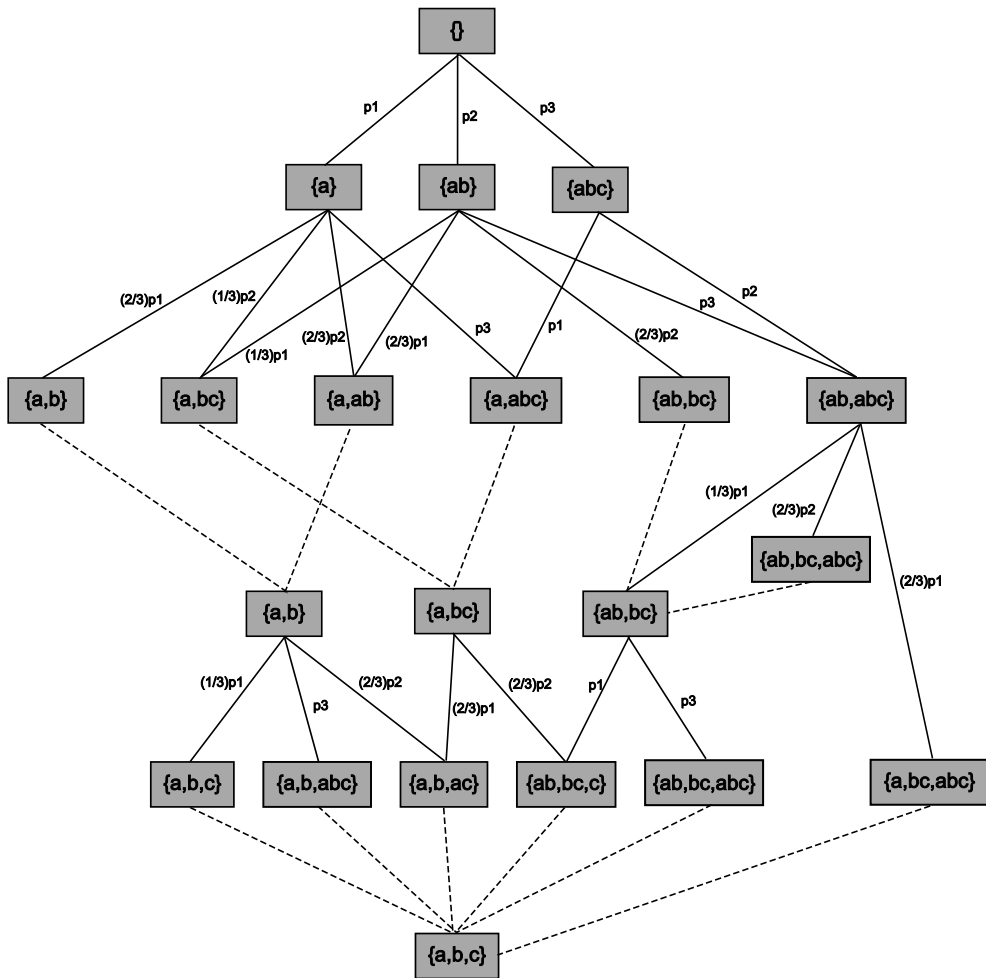 {}
p1
p2
p3
{a}
{ab}
{abc}
(2/3)p1
(1/3)p2
(1/3)p1
(2/3)p2
(2/3)p1
p3
p1
(2/3)p2
p3
p2
{a,b}
{a,bc}
{a,ab}
{a,abc}
{ab,bc}
{ab,abc}
(1/3)p1
(2/3)p2
(2/3)p1
{ab,bc,abc}
{a,b}
{a,bc}
{ab,bc}
(1/3)p1
p3
(2/3)p2
(2/3)p1
(2/3)p2
p1
p3
{a,b,c}
{a,b,abc}
{a,b,ac}
{ab,bc,c}
{ab,bc,abc}
{a,bc,abc}
{a,b,c}